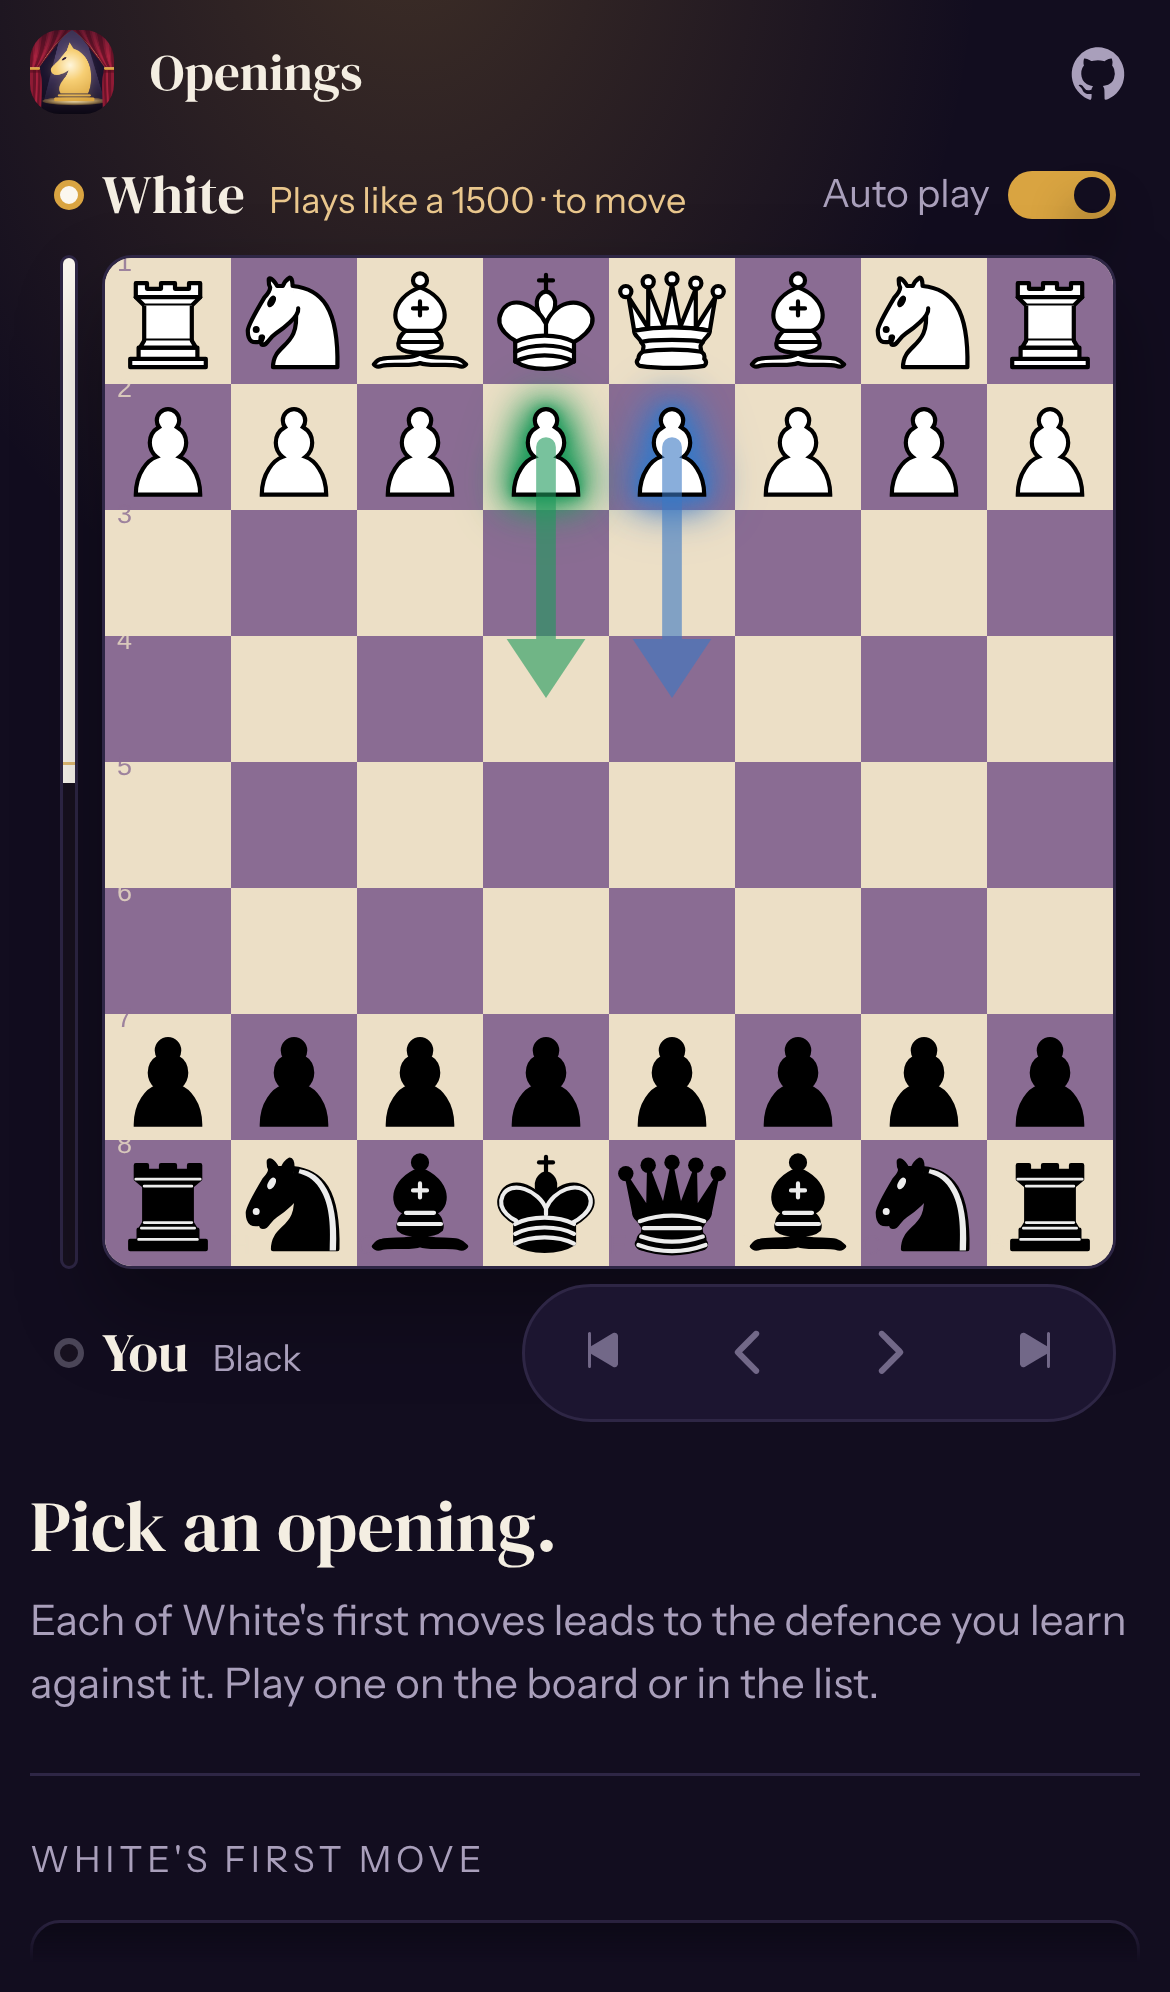 Openings
White Plays like a 1500 · to move Auto play
1
2
3
4
5
6
7
8
You Black
Pick an opening.
Each of White's first moves leads to the defence you learn
against it. Play one on the board or in the list.
WHITE'S FIRST MOVE